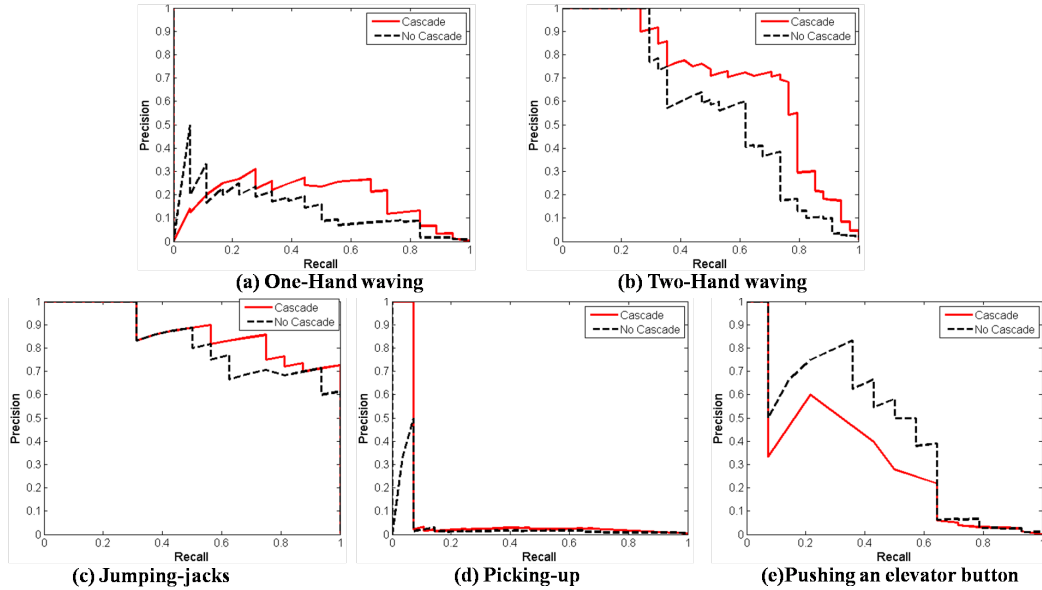 1
0.9
0.8
0.7
0.6
0.5
0.4
0.3
0.2
0.1
0
Precision
Cascade
No Cascade
0 0.2 0.4 0.6 0.8 1
Recall
(a) One-Hand waving
1
0.9
0.8
0.7
0.6
0.5
0.4
0.3
0.2
0.1
0
Precision
Cascade
No Cascade
0 0.2 0.4 0.6 0.8 1
Recall
(b) Two-Hand waving
1
0.9
0.8
0.7
0.6
0.5
0.4
0.3
0.2
0.1
0
Precision
Cascade
No Cascade
0 0.2 0.4 0.6 0.8 1
Recall
(c) Jumping-jacks
1
0.9
0.8
0.7
0.6
0.5
0.4
0.3
0.2
0.1
0
Precision
Cascade
No Cascade
0 0.2 0.4 0.6 0.8 1
Recall
(d) Picking-up
1
0.9
0.8
0.7
0.6
0.5
0.4
0.3
0.2
0.1
0
Precision
Cascade
No Cascade
0 0.2 0.4 0.6 0.8 1
Recall
(e)Pushing an elevator button